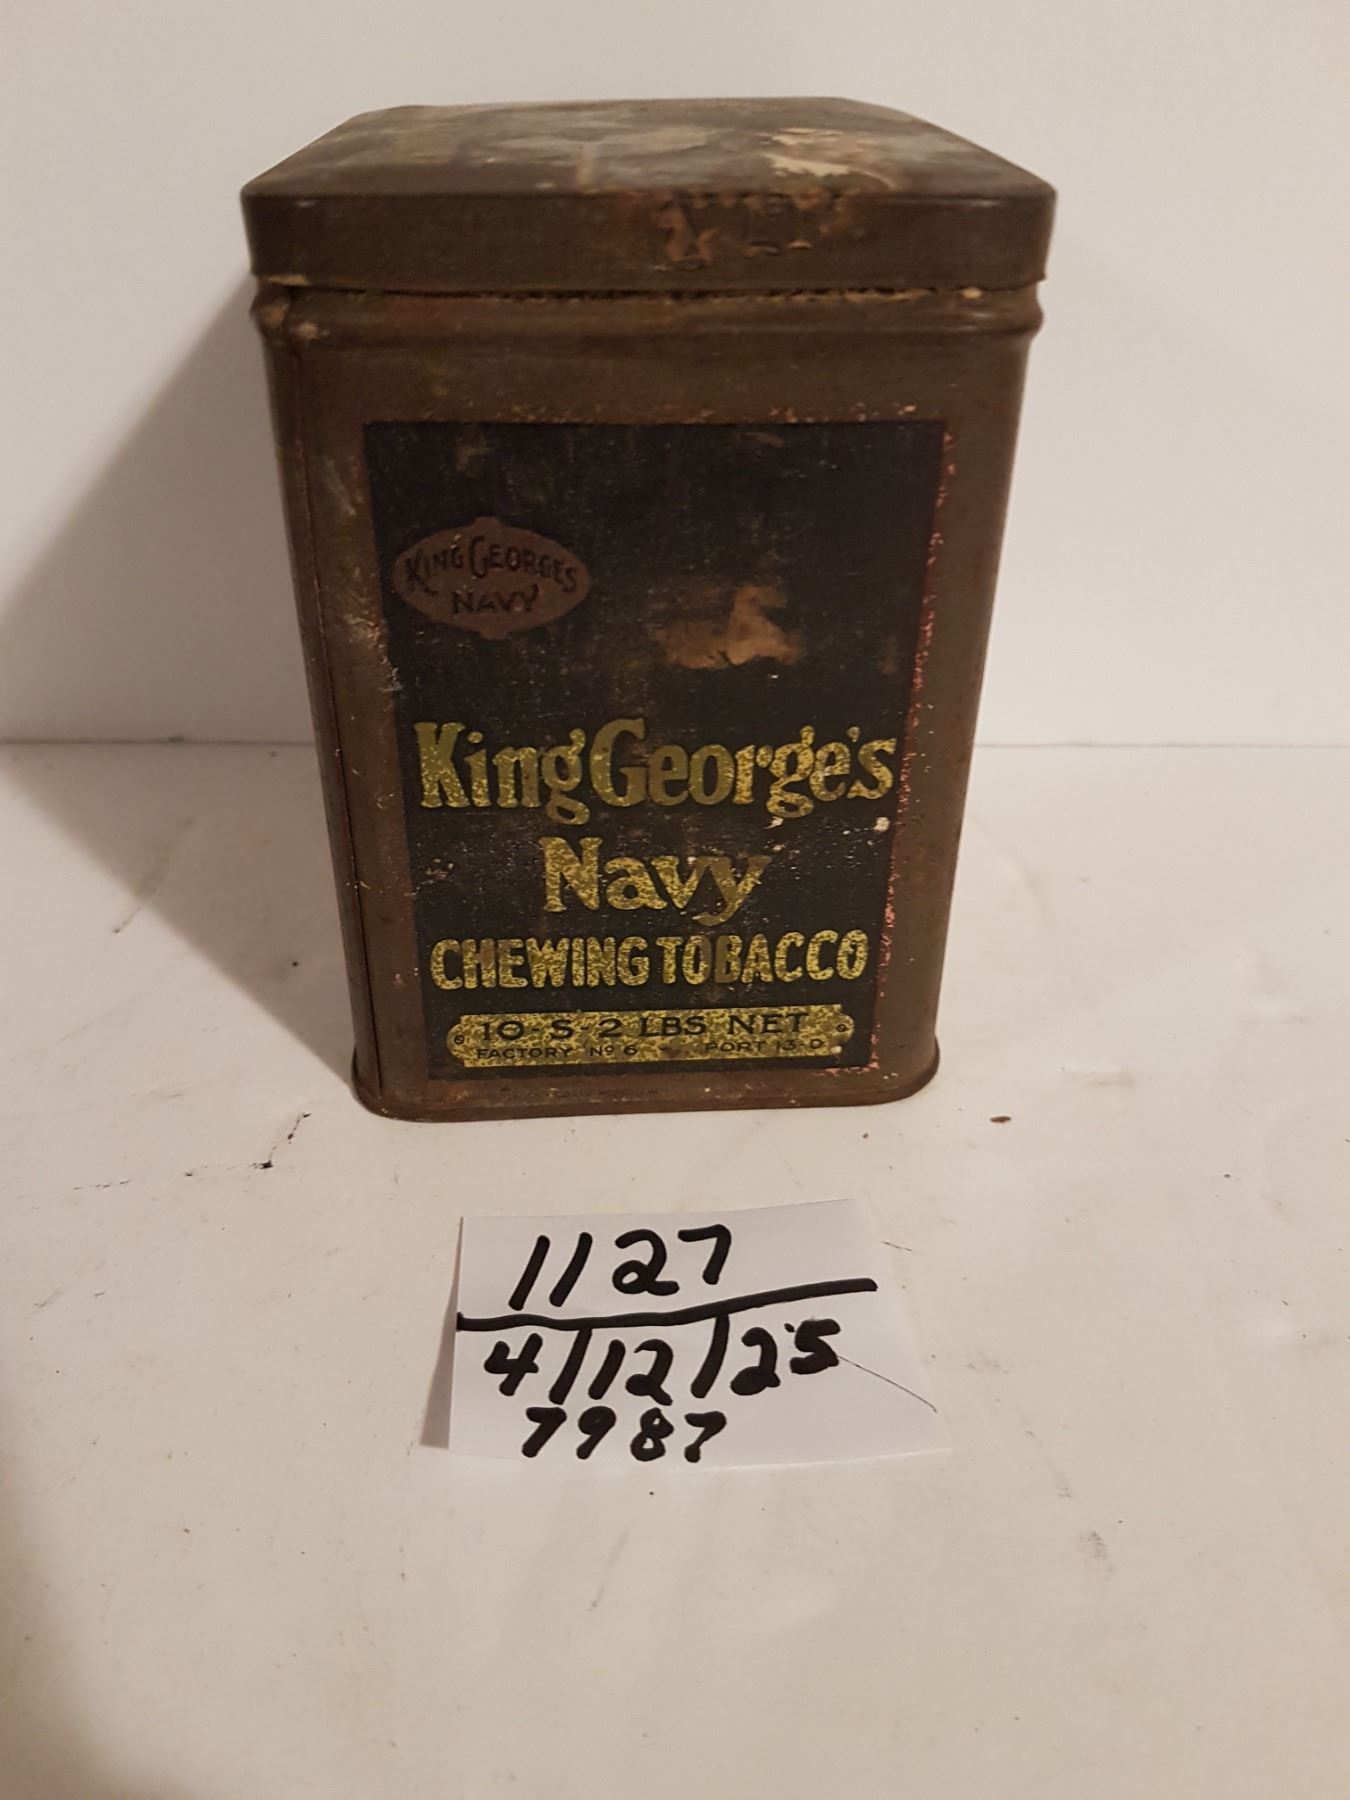 KING GEORGES
NAVY
King George's
Navy
CHEWING TOBACCO
10-S-2 LBS NET
FACTORY No 6 - PORT 13-D
1127
4/12/25
7987